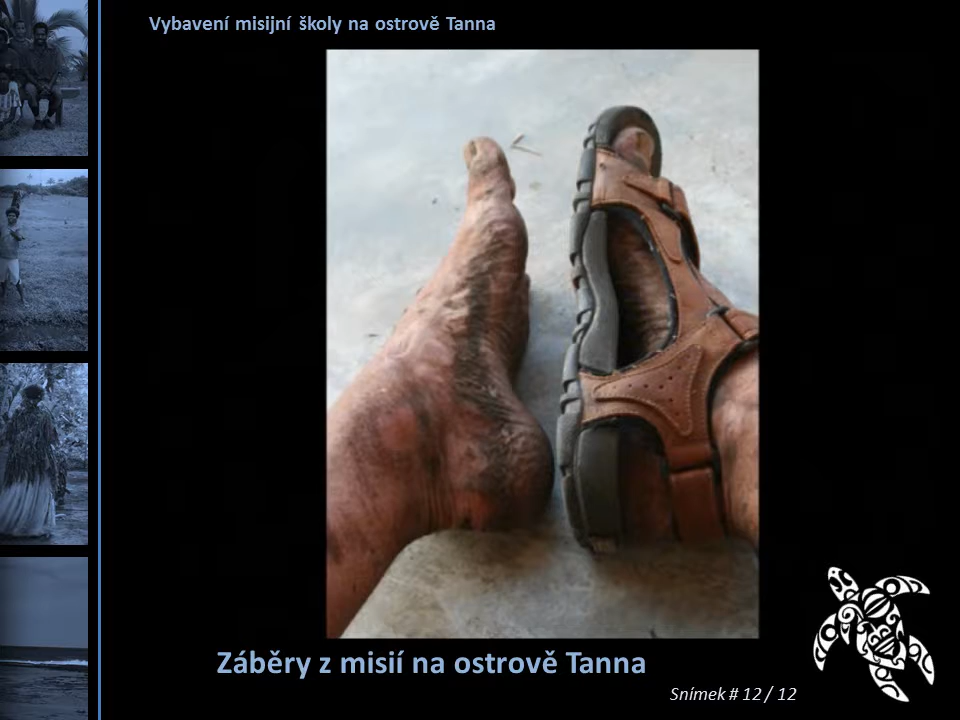 Vybavení misijní školy na ostrově Tanna
Záběry z misií na ostrově Tanna
Snímek # 12 / 12